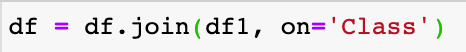 df = df.join(df1, on='Class')